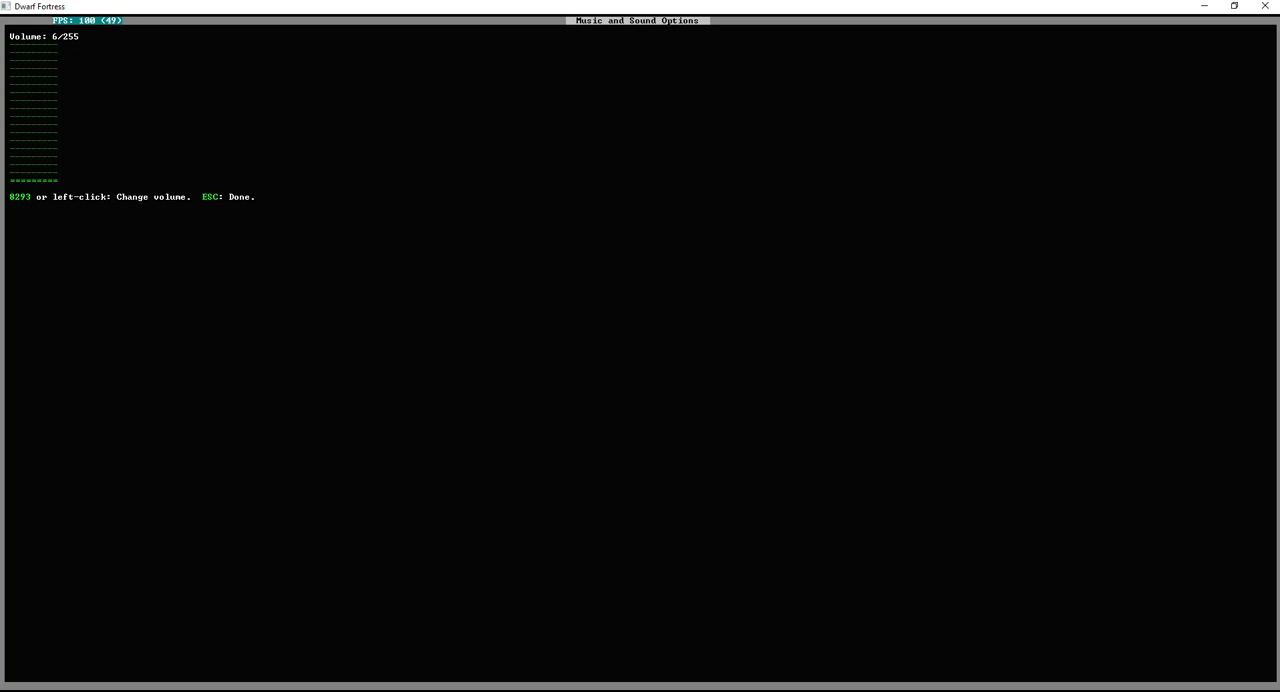 Dwarf Fortress
FPS: 100 (49)
Music and Sound Options
Volume: 6/255
8293 or left-click: Change volume. ESC: Done.